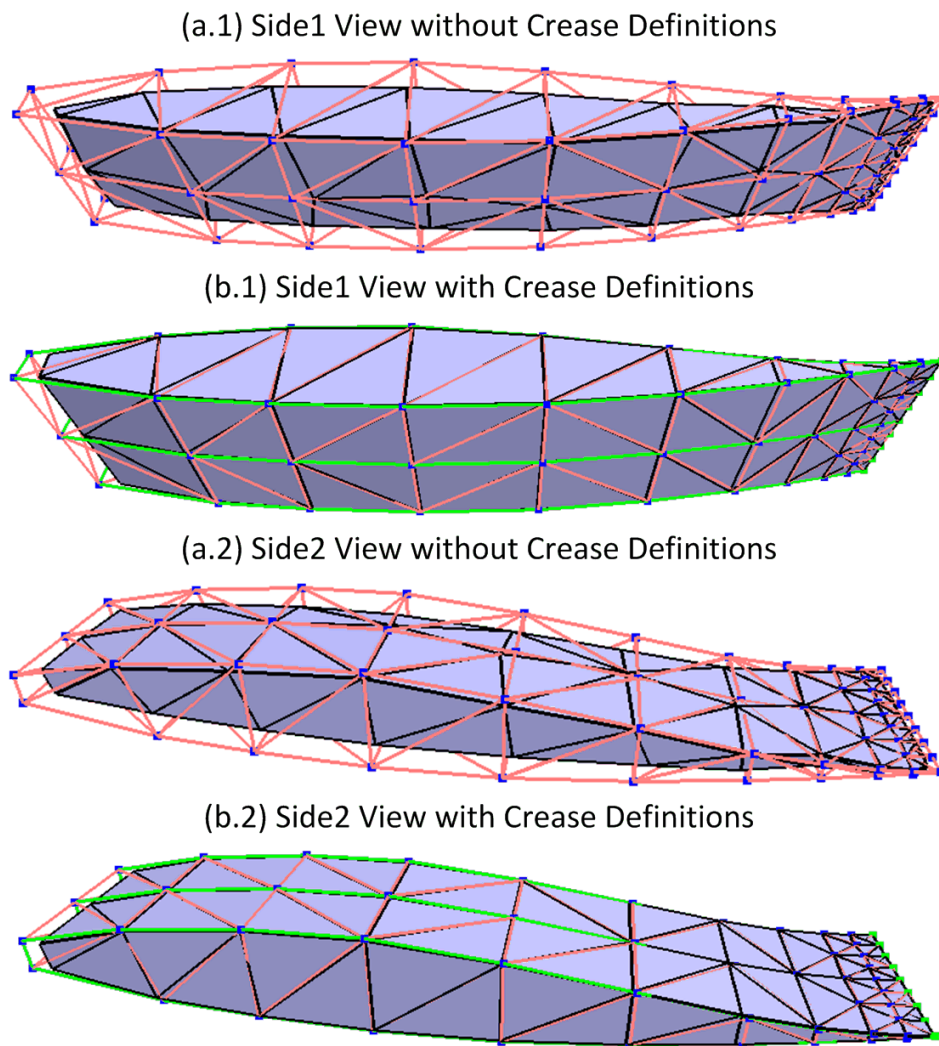 (a.1) Side1 View without Crease Definitions
(b.1) Side1 View with Crease Definitions
(a.2) Side2 View without Crease Definitions
(b.2) Side2 View with Crease Definitions